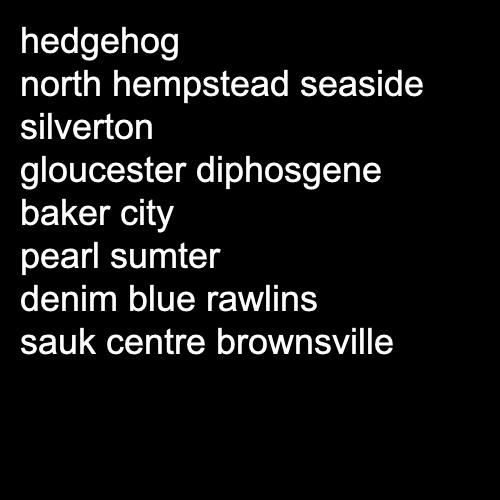 hedgehog
north hempstead seaside
silverton
gloucester diphosgene
baker city
pearl sumter
denim blue rawlins
sauk centre brownsville